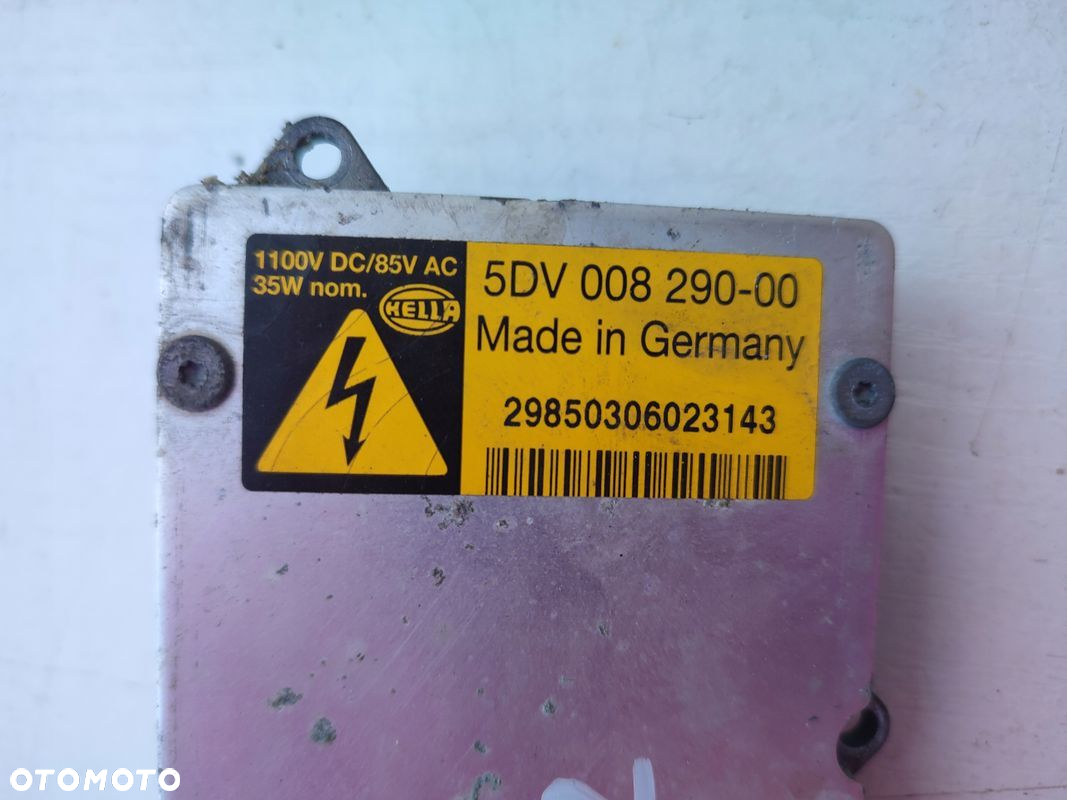 1100V DC/85V AC
35W nom.
HELLA
5DV 008 290-00
Made in Germany
29850306023143
OTOMOTO